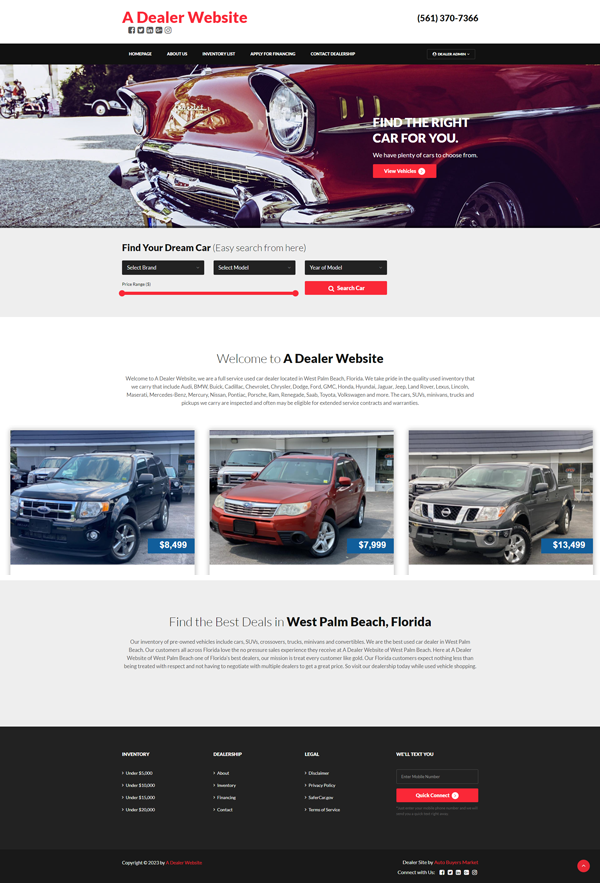 A Dealer Website
(561) 370-7366
HOMEPAGE ABOUT US INVENTORY LIST APPLY FOR FINANCING CONTACT DEALERSHIP DEALER ADMIN
FIND THE RIGHT
CAR FOR YOU.
We have plenty of cars to choose from.
View Vehicles
Find Your Dream Car (Easy search from here)
Select Brand Select Model Year of Model
Price Range ($)
Search Car
Welcome to A Dealer Website
Welcome to A Dealer Website, we are a full service used car dealer located in West Palm Beach, Florida. We take pride in the quality used inventory that
we carry that include Audi, BMW, Buick, Cadillac, Chevrolet, Chrysler, Dodge, Ford, GMC, Honda, Hyundai, Jaguar, Jeep, Land Rover, Lexus, Lincoln,
Maserati, Mercedes-Benz, Mercury, Nissan, Pontiac, Porsche, Ram, Renegade, Saab, Toyota, Volkswagen and more. The cars, SUVs, minivans, trucks and
pickups we carry are inspected and often may be eligible for extended service contracts and warranties.
$8,499
$7,999
$13,499
Find the Best Deals in West Palm Beach, Florida
Our inventory of pre-owned vehicles include cars, SUVs, crossovers, trucks, minivans and convertibles. We are the best used car dealer in West Palm
Beach. Our customers all across Florida love the no pressure sales experience they receive at A Dealer Website of West Palm Beach. Here at A Dealer
Website of West Palm Beach one of Florida's best dealers, our mission is treat every customer like gold. Our Florida customers expect nothing less than
being treated with respect and not having to negotiate with multiple dealers to get a great price. So visit our dealership today while used vehicle shopping.
INVENTORY
Under $5,000
Under $10,000
Under $15,000
Under $20,000
DEALERSHIP
About
Inventory
Financing
Contact
LEGAL
Disclaimer
Privacy Policy
SaferCar.gov
Terms of Service
WE'LL TEXT YOU
Enter Mobile Number
Quick Connect
Copyright © 2023 by A Dealer Website
Dealer Site by Auto Buyers Market
Connect with Us: